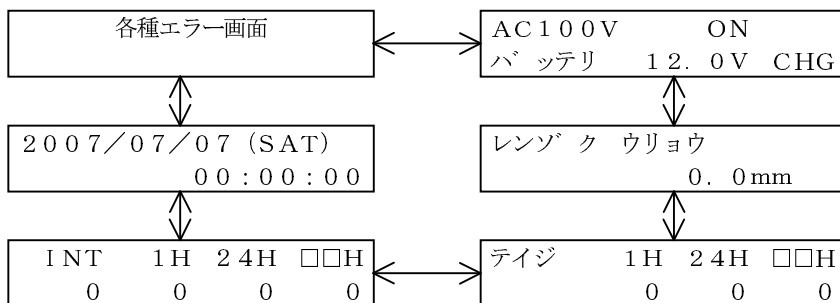 各種エラー画面
AC100V ON
バッテリ 12.0V CHG
2007/07/07(SAT)
00:00:00
レンゾク ウリョウ
0.0mm
INT 1H 24H □□H
0 0 0 0
テイジ 1H 24H □□H
0 0 0